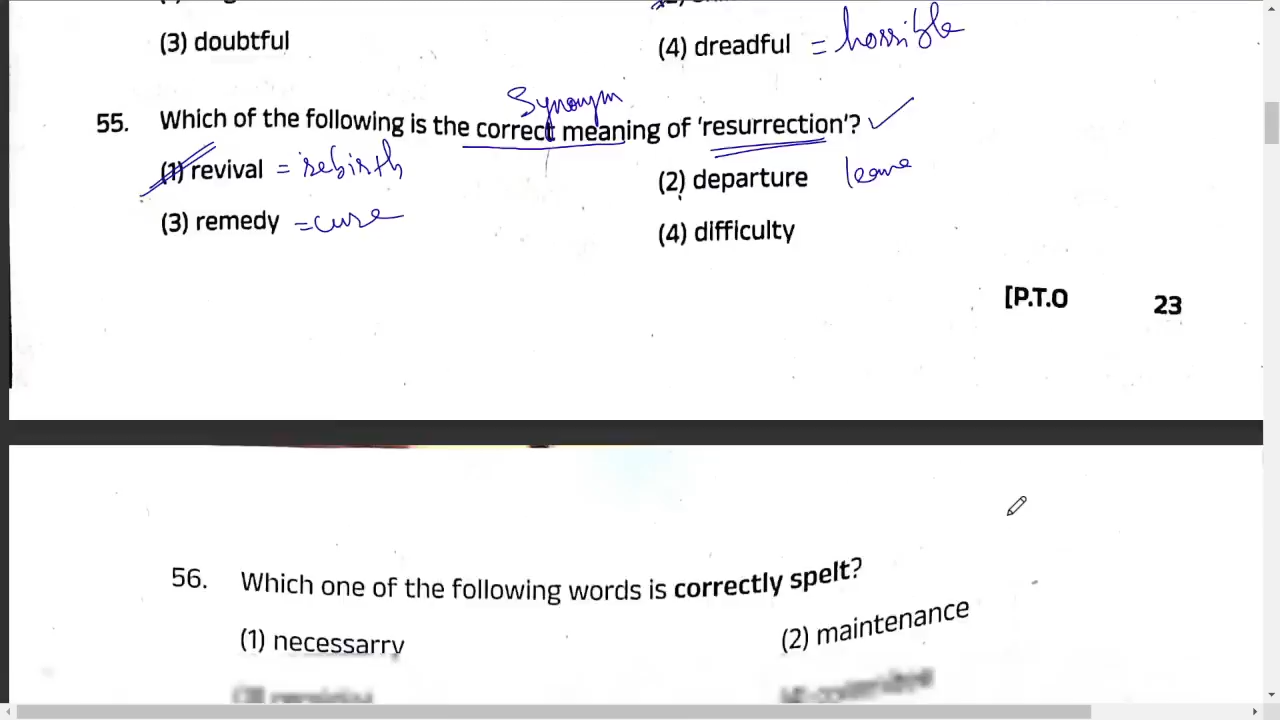 (3) doubtful
(4) dreadful = horrible
synonym
55. Which of the following is the correct meaning of 'resurrection'?
(1) revival = rebirth
(2) departure leave
(3) remedy = cure
(4) difficulty
[P.T.O 23
56. Which one of the following words is correctly spelt?
(1) necessarry
(2) maintenance